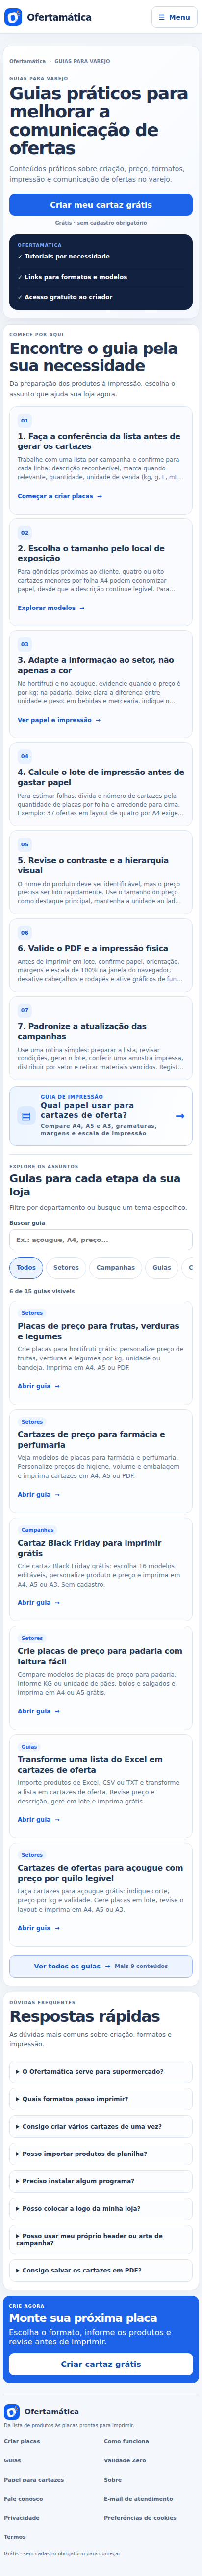 Ofertamática
☰ Menu
Ofertamática › GUIAS PARA VAREJO
GUIAS PARA VAREJO
Guias práticos para
melhorar a
comunicação de
ofertas
Conteúdos práticos sobre criação, preço, formatos,
impressão e comunicação de ofertas no varejo.
Criar meu cartaz grátis
Grátis · sem cadastro obrigatório
OFERTAMÁTICA
✓ Tutoriais por necessidade
✓ Links para formatos e modelos
✓ Acesso gratuito ao criador
COMECE POR AQUI
Encontre o guia pela
sua necessidade
Da preparação dos produtos à impressão, escolha o
assunto que ajuda sua loja agora.
01
1. Faça a conferência da lista antes de
gerar os cartazes
Trabalhe com uma lista por campanha e confirme para
cada linha: descrição reconhecível, marca quando
relevante, quantidade, unidade de venda (kg, g, L, mL...
Começar a criar placas →
02
2. Escolha o tamanho pelo local de
exposição
Para gôndolas próximas ao cliente, quatro ou oito
cartazes menores por folha A4 podem economizar
papel, desde que a descrição continue legível. Para...
Explorar modelos →
03
3. Adapte a informação ao setor, não
apenas a cor
No hortifruti e no açougue, evidencie quando o preço é
por kg; na padaria, deixe clara a diferença entre
unidade e peso; em bebidas e mercearia, indique o...
Ver papel e impressão →
04
4. Calcule o lote de impressão antes de
gastar papel
Para estimar folhas, divida o número de cartazes pela
quantidade de placas por folha e arredonde para cima.
Exemplo: 37 ofertas em layout de quatro por A4 exige...
05
5. Revise o contraste e a hierarquia
visual
O nome do produto deve ser identificável, mas o preço
precisa ser lido rapidamente. Use o tamanho do preço
como destaque principal, mantenha a unidade ao lad...
06
6. Valide o PDF e a impressão física
Antes de imprimir em lote, confirme papel, orientação,
margens e escala de 100% na janela do navegador;
desative cabeçalhos e rodapés e ative gráficos de fun...
07
7. Padronize a atualização das
campanhas
Use uma rotina simples: preparar a lista, revisar
condições, gerar o lote, conferir uma amostra impressa,
distribuir por setor e retirar materiais vencidos. Regist...
GUIA DE IMPRESSÃO
Qual papel usar para
cartazes de oferta?
Compare A4, A5 e A3, gramaturas,
margens e escala de impressão
→
EXPLORE OS ASSUNTOS
Guias para cada etapa da sua
loja
Filtre por departamento ou busque um tema específico.
Buscar guia
Ex.: açougue, A4, preço...
Todos
Setores
Campanhas
Guias
C
6 de 15 guias visíveis
Setores
Placas de preço para frutas, verduras
e legumes
Crie placas para hortifruti grátis: personalize preço de
frutas, verduras e legumes por kg, unidade ou
bandeja. Imprima em A4, A5 ou PDF.
Abrir guia →
Setores
Cartazes de preço para farmácia e
perfumaria
Veja modelos de placas para farmácia e perfumaria.
Personalize preços de higiene, volume e embalagem
e imprima cartazes em A4, A5 ou PDF.
Abrir guia →
Campanhas
Cartaz Black Friday para imprimir
grátis
Crie cartaz Black Friday grátis: escolha 16 modelos
editáveis, personalize produto e preço e imprima em
A4, A5 ou A3. Sem cadastro.
Abrir guia →
Setores
Crie placas de preço para padaria com
leitura fácil
Compare modelos de placas de preço para padaria.
Informe KG ou unidade de pães, bolos e salgados e
imprima em A4 ou A5 grátis.
Abrir guia →
Guias
Transforme uma lista do Excel em
cartazes de oferta
Importe produtos de Excel, CSV ou TXT e transforme
a lista em cartazes de oferta. Revise preço e
descrição, gere em lote e imprima grátis.
Abrir guia →
Setores
Cartazes de ofertas para açougue com
preço por quilo legível
Faça cartazes para açougue grátis: indique corte,
preço por kg e validade. Gere placas em lote, revise o
layout e imprima em A4, A5 ou A3.
Abrir guia →
Ver todos os guias → Mais 9 conteúdos
DÚVIDAS FREQUENTES
Respostas rápidas
As dúvidas mais comuns sobre criação, formatos e
impressão.
▸ O Ofertamática serve para supermercado?
▸ Quais formatos posso imprimir?
▸ Consigo criar vários cartazes de uma vez?
▸ Posso importar produtos de planilha?
▸ Preciso instalar algum programa?
▸ Posso colocar a logo da minha loja?
▸ Posso usar meu próprio header ou arte de
campanha?
▸ Consigo salvar os cartazes em PDF?
CRIE AGORA
Monte sua próxima placa
Escolha o formato, informe os produtos e
revise antes de imprimir.
Criar cartaz grátis
Ofertamática
Da lista de produtos às placas prontas para imprimir.
Criar placas
Como funciona
Guias
Validade Zero
Papel para cartazes
Sobre
Fale conosco
E-mail de atendimento
Privacidade
Preferências de cookies
Termos
Grátis · sem cadastro obrigatório para começar